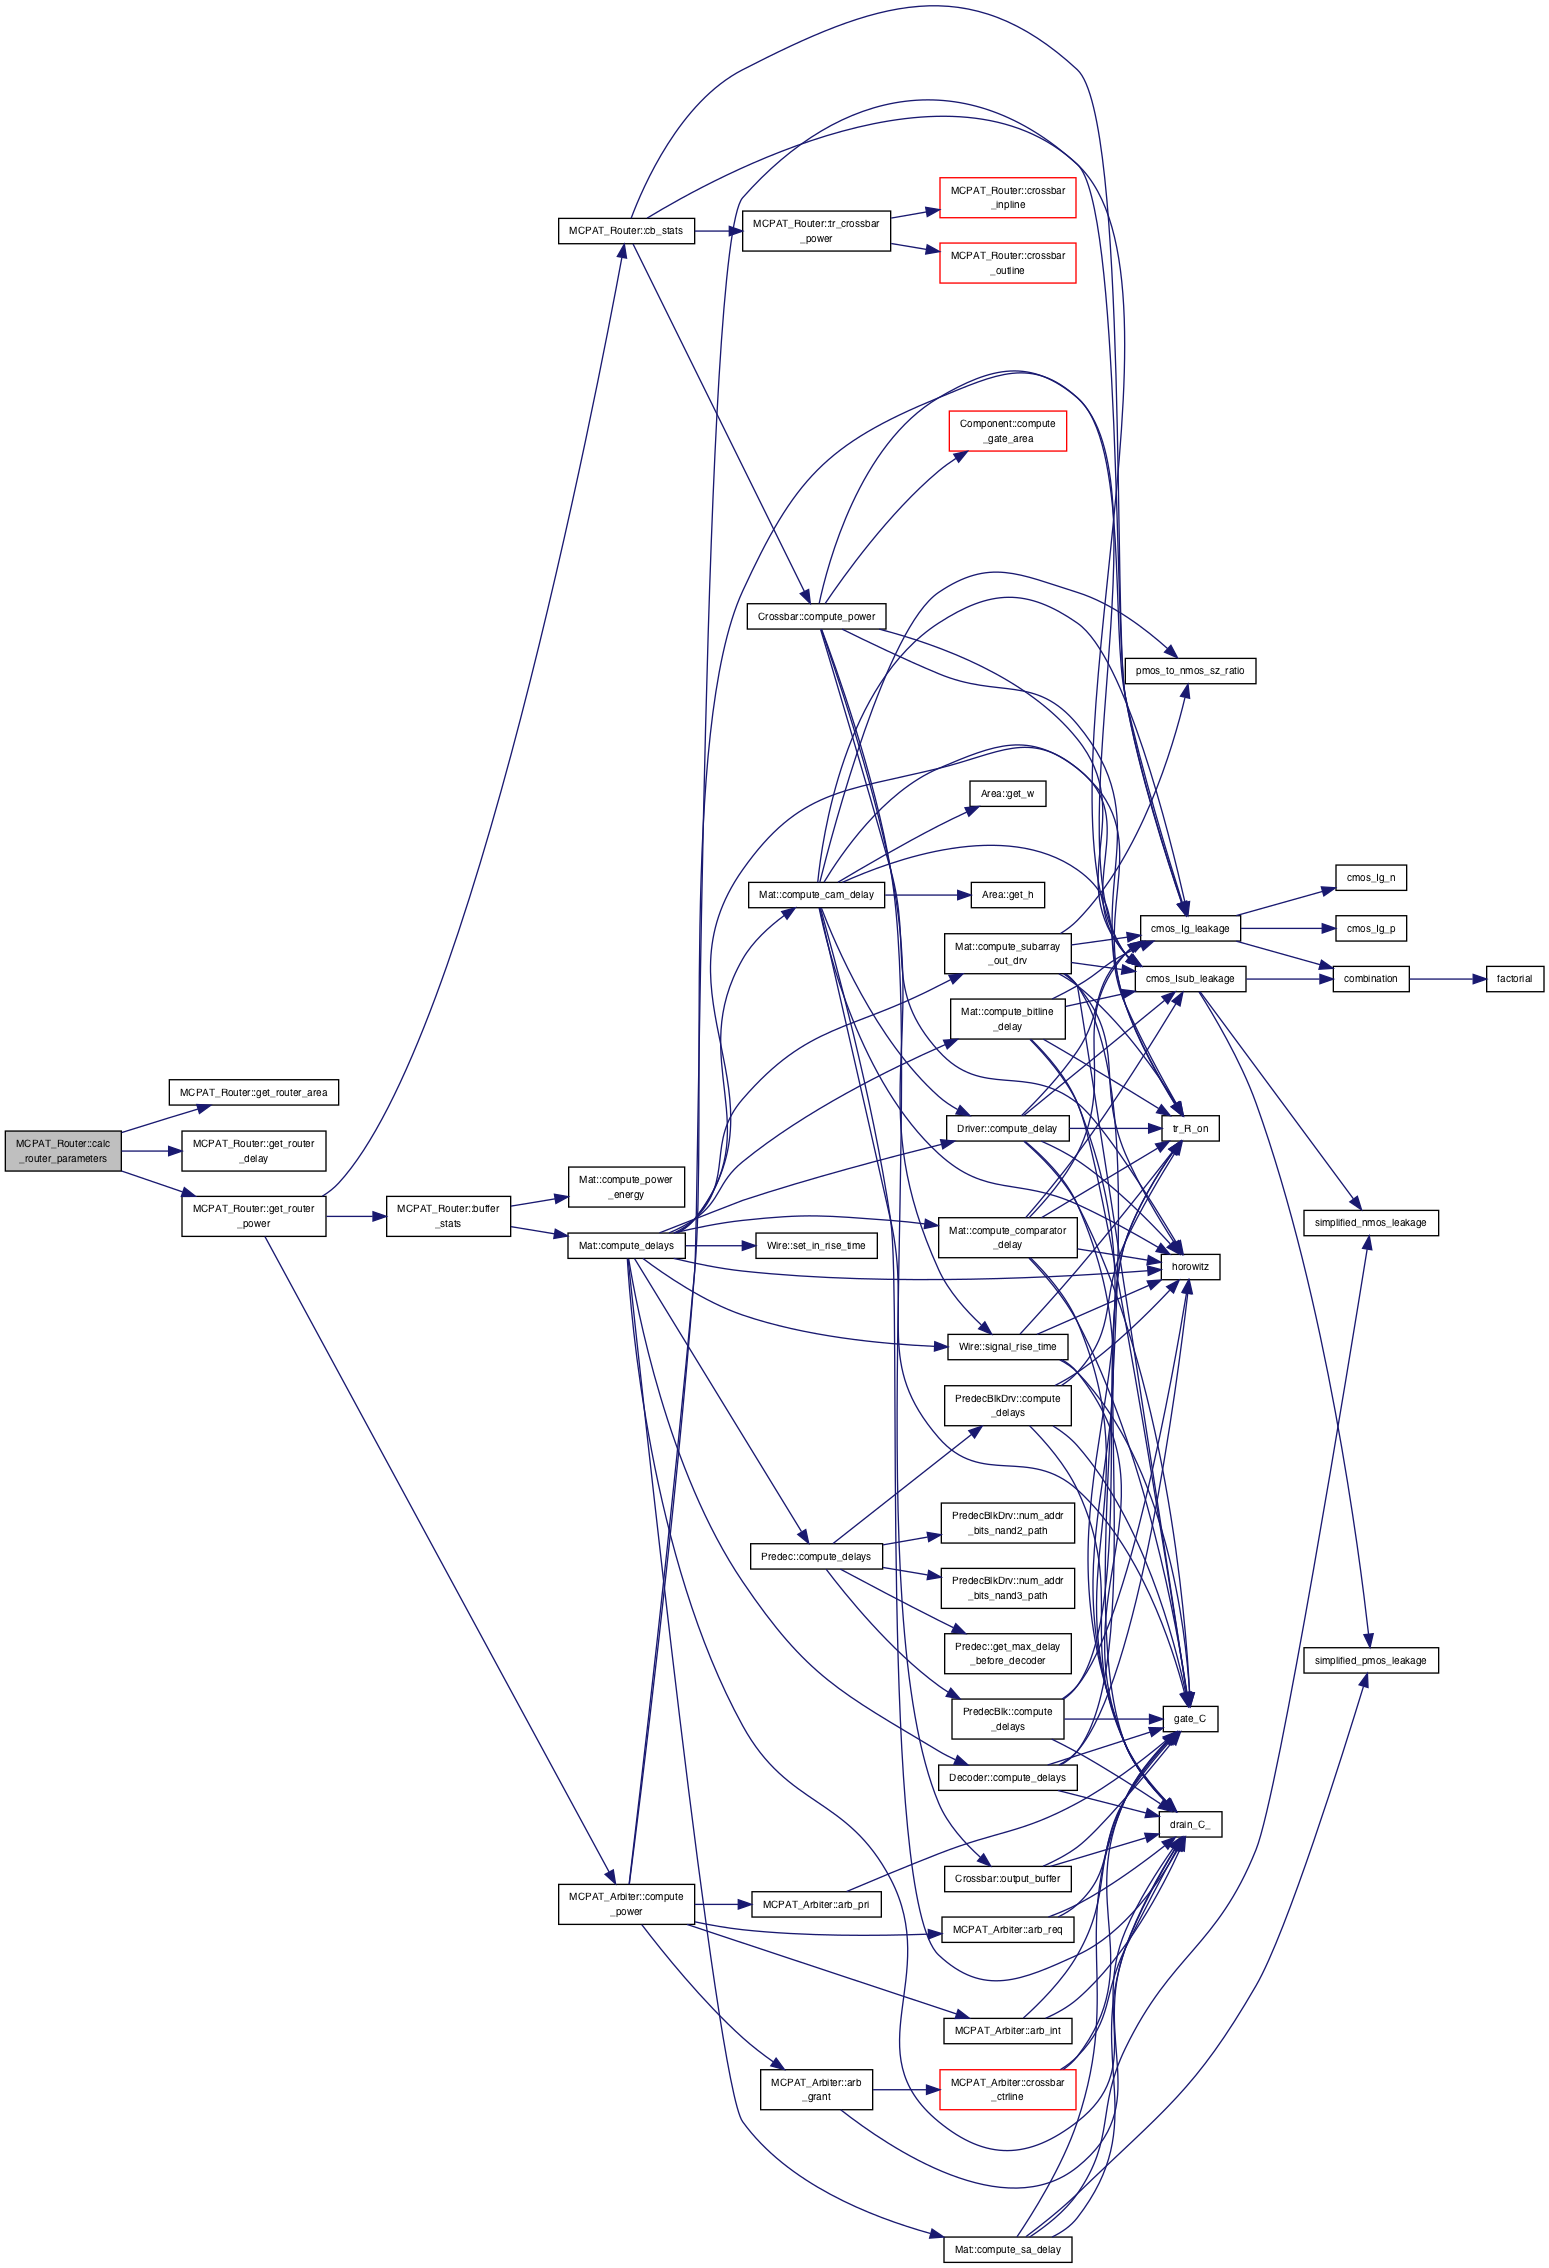 MCPAT_Router::calc
_router_parameters
MCPAT_Router::get_router_area
MCPAT_Router::get_router
_delay
MCPAT_Router::get_router
_power
MCPAT_Router::buffer
_stats
MCPAT_Router::cb_stats
Mat::compute_power
_energy
Mat::compute_delays
MCPAT_Arbiter::compute
_power
MCPAT_Router::tr_crossbar
_power
Crossbar::compute_power
Mat::compute_cam_delay
Wire::set_in_rise_time
Predec::compute_delays
MCPAT_Arbiter::arb_pri
MCPAT_Arbiter::arb
_grant
MCPAT_Router::crossbar
_inpline
MCPAT_Router::crossbar
_outline
Component::compute
_gate_area
Area::get_w
Area::get_h
Mat::compute_subarray
_out_drv
Mat::compute_bitline
_delay
Driver::compute_delay
Mat::compute_comparator
_delay
Wire::signal_rise_time
PredecBlkDrv::compute
_delays
PredecBlkDrv::num_addr
_bits_nand2_path
PredecBlkDrv::num_addr
_bits_nand3_path
Predec::get_max_delay
_before_decoder
PredecBlk::compute
_delays
Decoder::compute_delays
Crossbar::output_buffer
MCPAT_Arbiter::arb_req
MCPAT_Arbiter::arb_int
MCPAT_Arbiter::crossbar
_ctrline
Mat::compute_sa_delay
pmos_to_nmos_sz_ratio
cmos_Ig_leakage
cmos_Isub_leakage
tr_R_on
horowitz
gate_C
drain_C_
cmos_Ig_n
cmos_Ig_p
combination
simplified_nmos_leakage
simplified_pmos_leakage
factorial